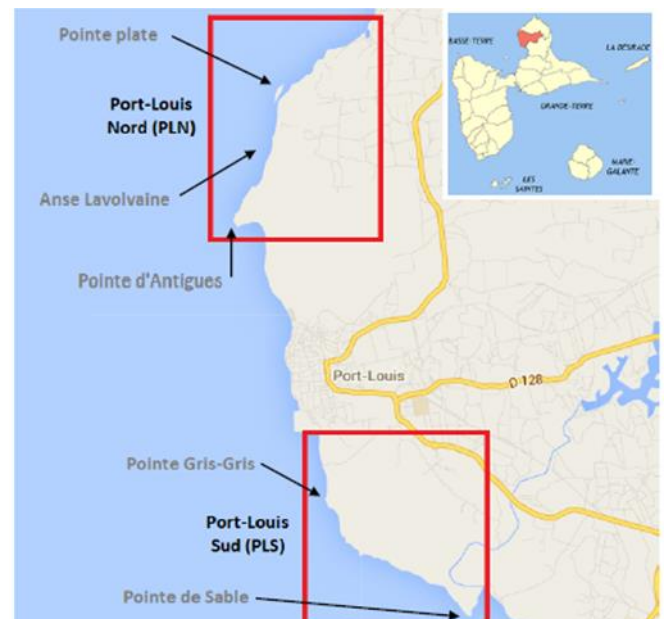 Pointe plate
Port-Louis
Nord (PLN)
Anse Lavolvaine
Pointe d'Antigues
Port-Louis
D 128
Pointe Gris-Gris
Port-Louis
Sud (PLS)
Pointe de Sable
BASSE-TERRE
LA DESIRADE
GRANDE-TERRE
MARIE-
GALANTE
LES
SAINTES